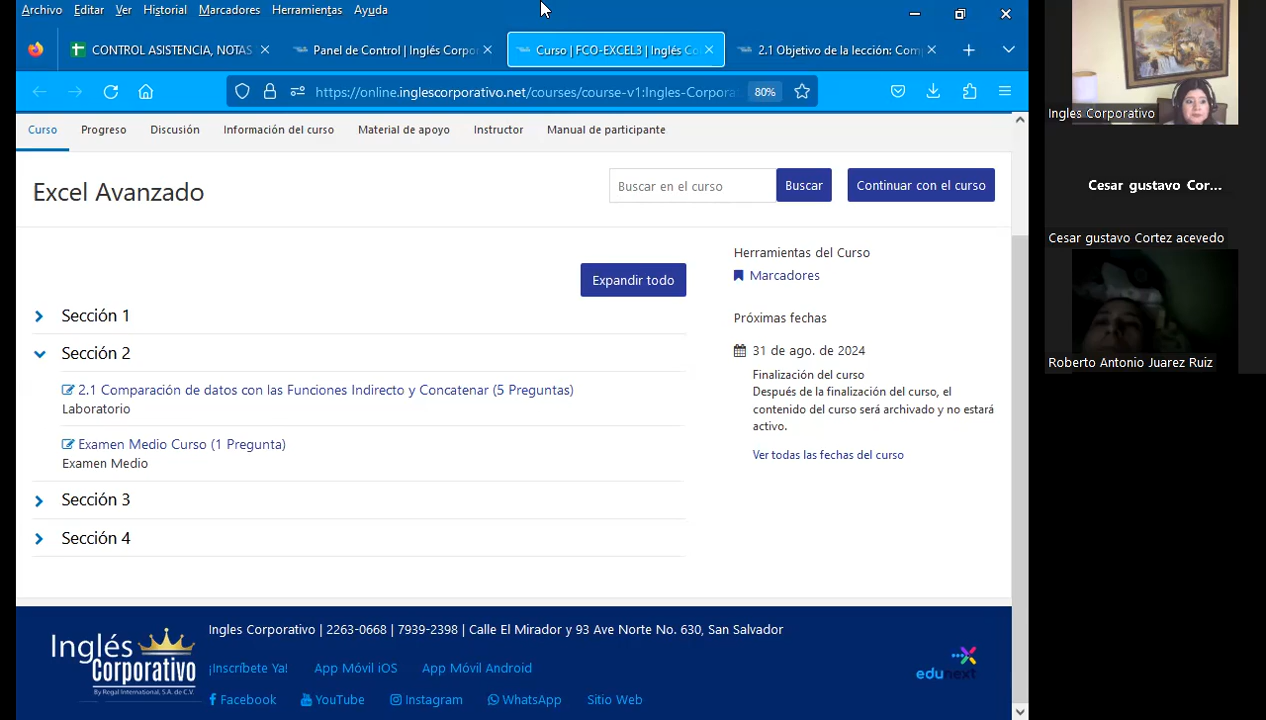 Archivo Editar Ver Historial Marcadores Herramientas Ayuda
CONTROL ASISTENCIA, NOTAS
Panel de Control | Inglés Corpor
Curso | FCO-EXCEL3 | Inglés Co
2.1 Objetivo de la lección: Com
https://online.inglescorporativo.net/courses/course-v1:Ingles-Corpora
80%
Curso Progreso Discusión Información del curso Material de apoyo Instructor Manual de participante
Excel Avanzado
Buscar en el curso
Buscar
Continuar con el curso
Expandir todo
Sección 1
Sección 2
2.1 Comparación de datos con las Funciones Indirecto y Concatenar (5 Preguntas)
Laboratorio
Examen Medio Curso (1 Pregunta)
Examen Medio
Sección 3
Sección 4
Herramientas del Curso
Marcadores
Próximas fechas
31 de ago. de 2024
Finalización del curso
Después de la finalización del curso, el
contenido del curso será archivado y no estará
activo.
Ver todas las fechas del curso
Inglés
Corporativo
By Regal International, S.A. de C.V.
Ingles Corporativo | 2263-0668 | 7939-2398 | Calle El Mirador y 93 Ave Norte No. 630, San Salvador
¡Inscríbete Ya! App Móvil iOS App Móvil Android
Facebook YouTube Instagram WhatsApp Sitio Web
edunext
Ingles Corporativo
Cesar gustavo Cor...
Cesar gustavo Cortez acevedo
Roberto Antonio Juarez Ruiz